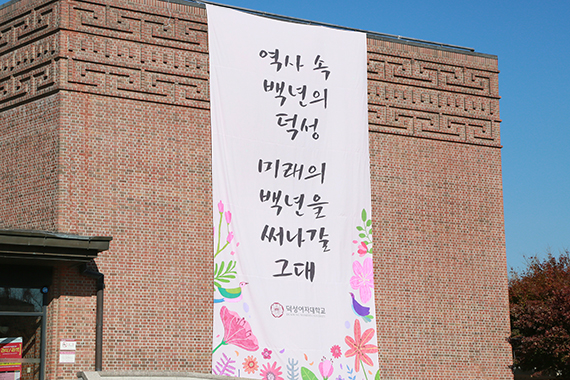 역사 속
백년의
덕성
미래의
백년을
써나갈
그대
덕성여자대학교